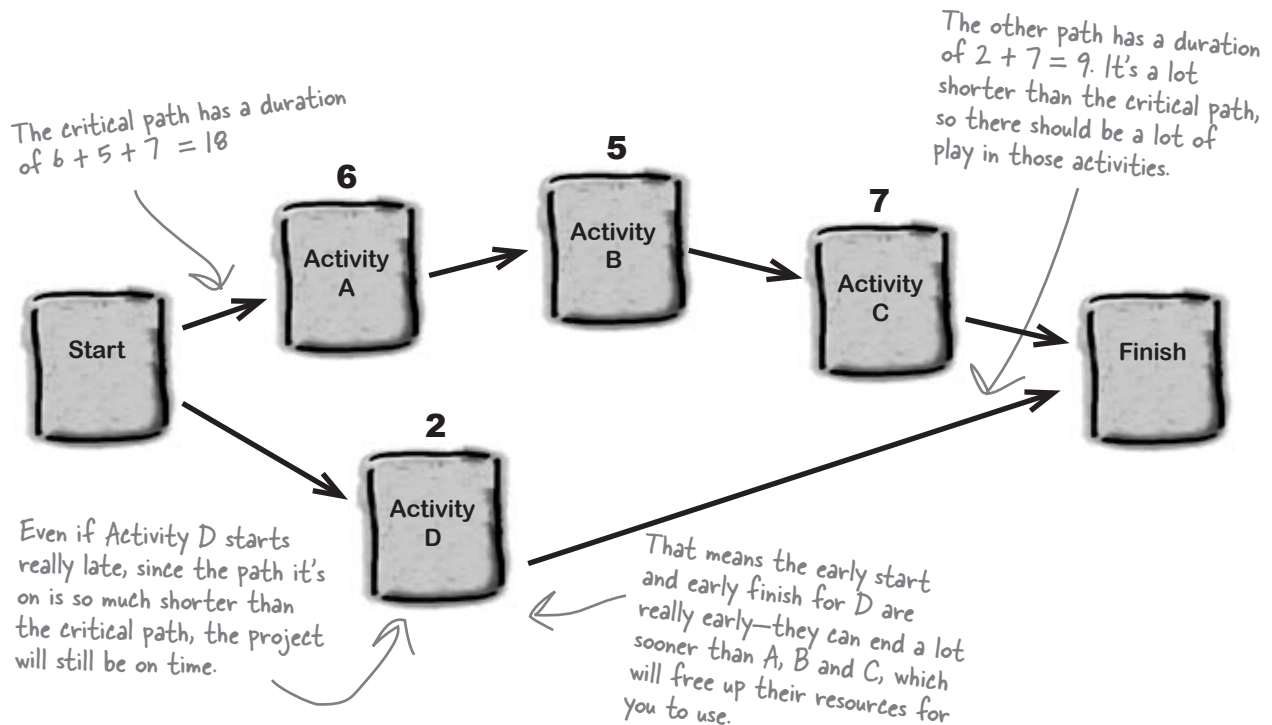 The other path has a duration
of 2 + 7 = 9. It's a lot
shorter than the critical path,
so there should be a lot of
play in those activities.
The critical path has a duration
of 6 + 5 + 7 = 18
6
5
7
Activity
A
Activity
B
Activity
C
Start
Finish
2
Activity
D
Even if Activity D starts
really late, since the path it's
on is so much shorter than
the critical path, the project
will still be on time.
That means the early start
and early finish for D are
really early—they can end a lot
sooner than A, B and C, which
will free up their resources for
you to use.